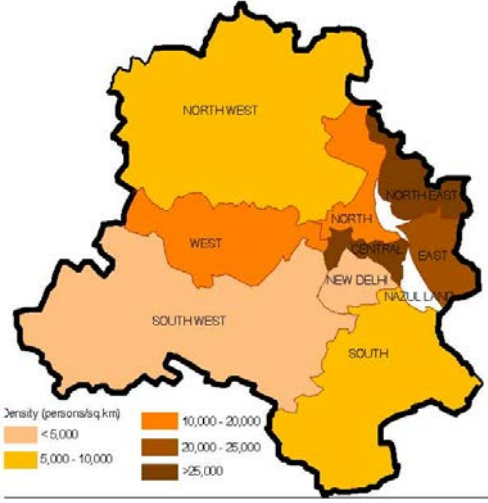 NORTH WEST
NORTH EAST
NORTH
WEST
CENTRAL
EAST
NEW DELHI
NAZUL LAND
SOUTH WEST
SOUTH
Density (persons/sq.km)
<5,000
5,000 - 10,000
10,000 - 20,000
20,000 - 25,000
>25,000